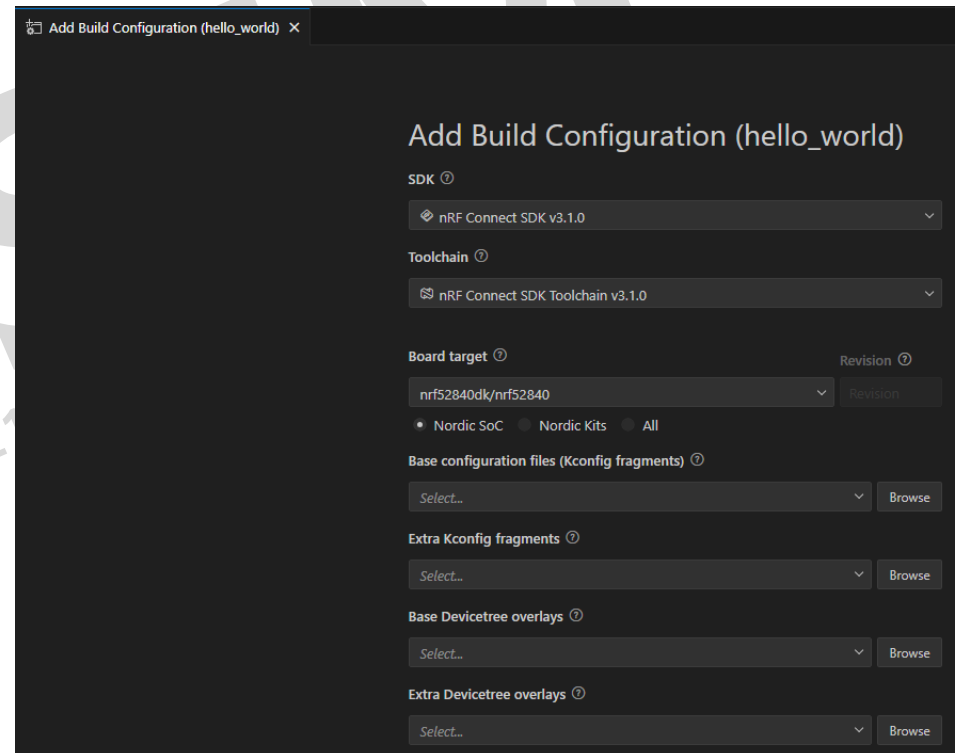 Add Build Configuration (hello_world)
Add Build Configuration (hello_world)
SDK
nRF Connect SDK v3.1.0
Toolchain
nRF Connect SDK Toolchain v3.1.0
Board target
Revision
nrf52840dk/nrf52840
Revision
Nordic SoC Nordic Kits All
Base configuration files (Kconfig fragments)
Select... Browse
Extra Kconfig fragments
Select... Browse
Base Devicetree overlays
Select... Browse
Extra Devicetree overlays
Select... Browse